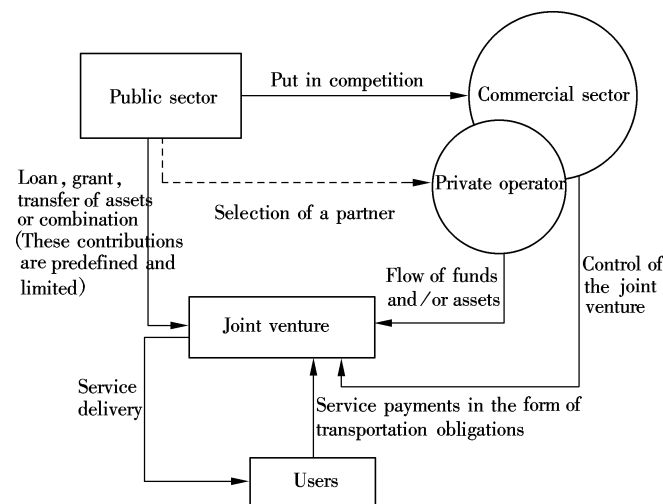 Put in competition
Public sector
Commercial sector
Loan, grant,
transfer of assets
or combination
(These contributions
are predefined and
limited)
Private operator
Selection of a partner
Flow of funds
and/or assets
Control of
the joint
venture
Joint venture
Service
delivery
Service payments in the form of
transportation obligations
Users